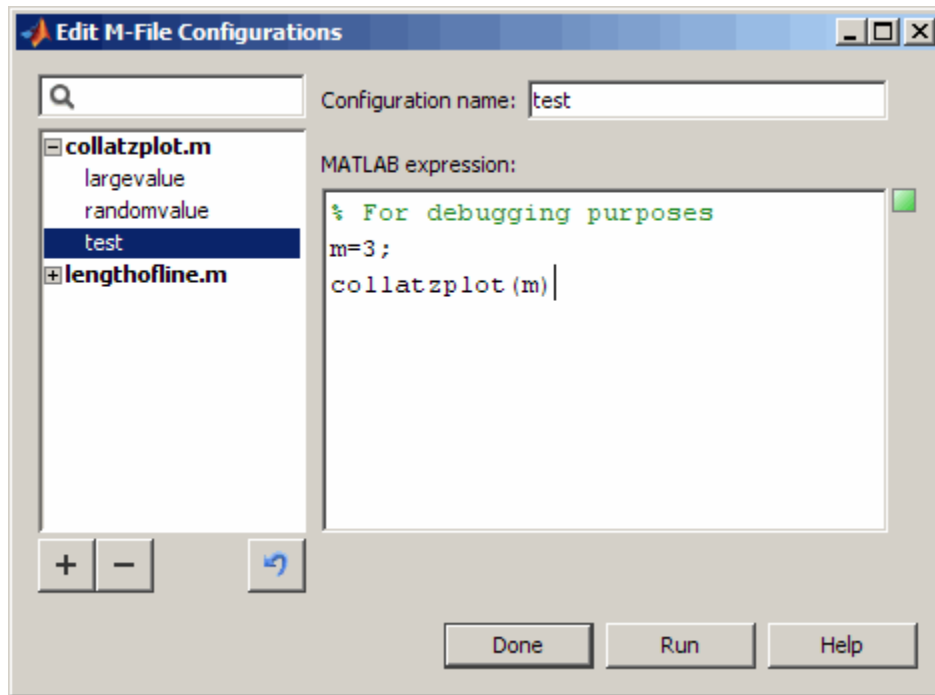 Edit M-File Configurations
Configuration name: test
collatzplot.m
largevalue
randomvalue
test
lengthofline.m
MATLAB expression:
% For debugging purposes
m=3;
collatzplot(m)
Done Run Help